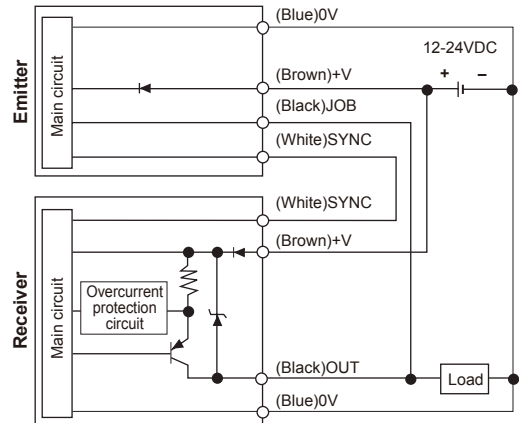 Emitter
Main circuit
(Blue)0V
(Brown)+V
(Black)JOB
(White)SYNC
12-24VDC
+ –
Receiver
Main circuit
(White)SYNC
(Brown)+V
Overcurrent
protection
circuit
(Black)OUT
(Blue)0V
Load